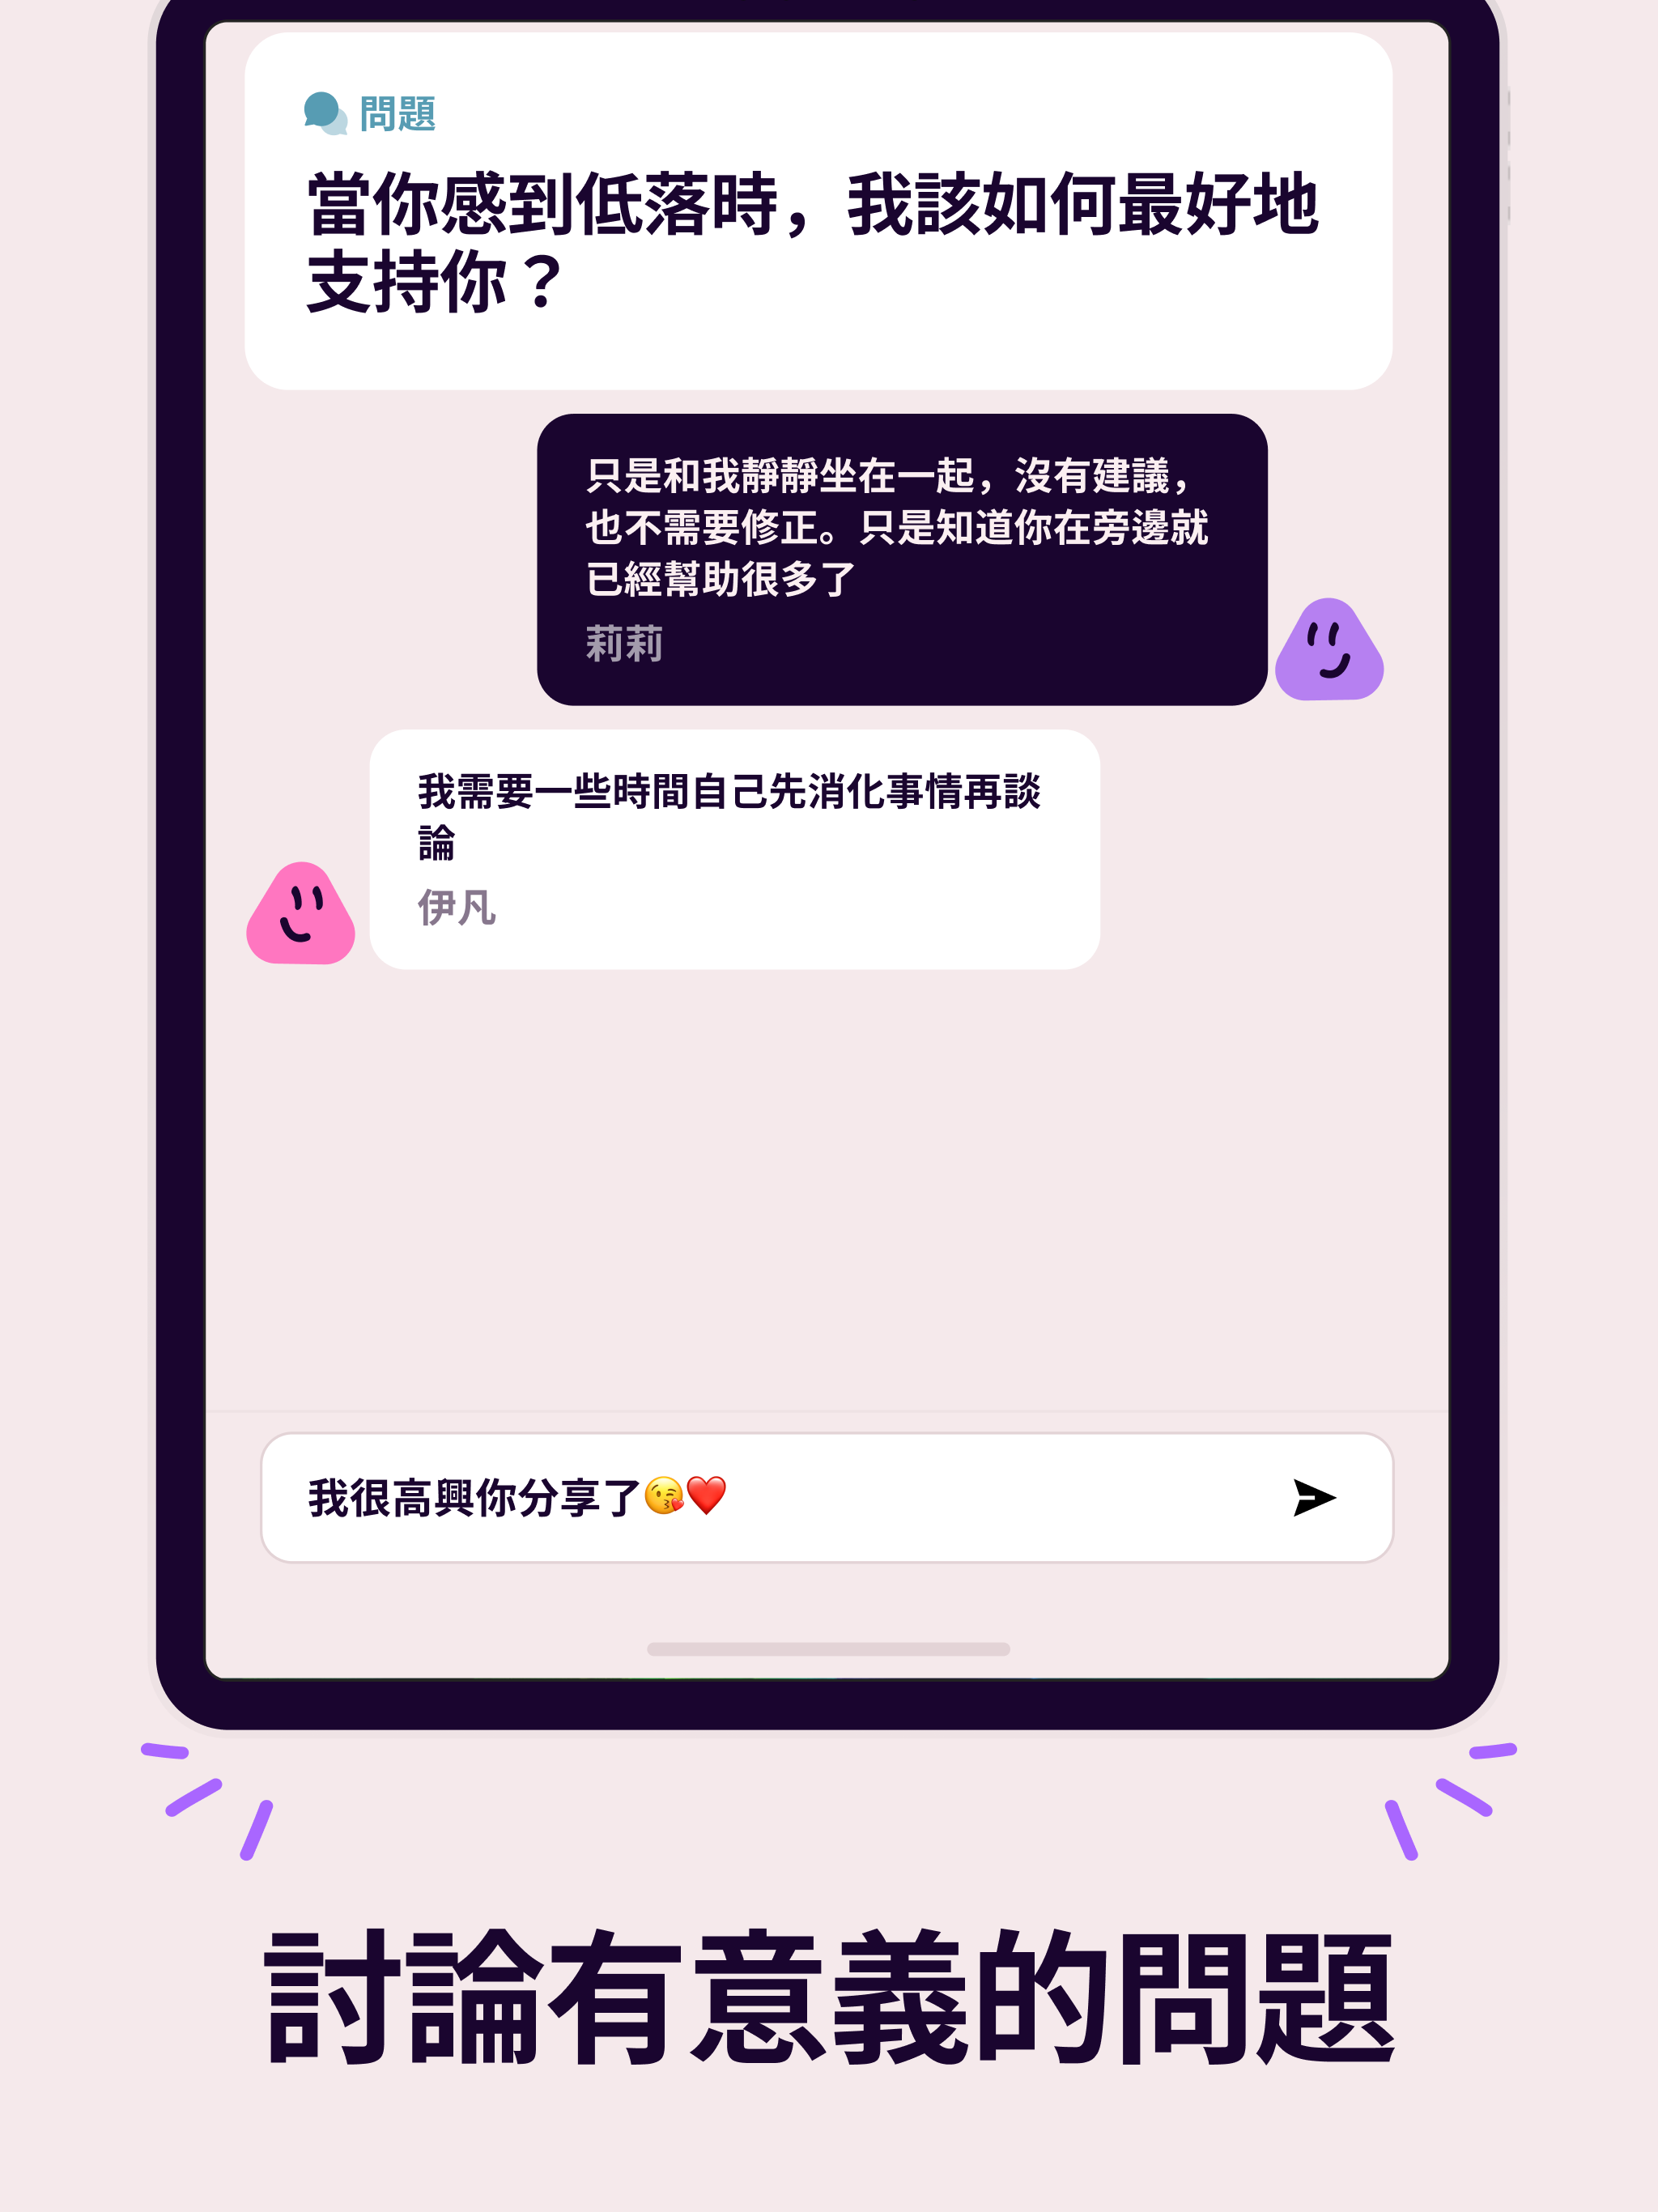 問題
當你感到低落時，我該如何最好地
支持你？
只是和我靜靜坐在一起，沒有建議，
也不需要修正。只是知道你在旁邊就
已經幫助很多了
莉莉
我需要一些時間自己先消化事情再談
論
伊凡
我很高興你分享了😘❤️
討論有意義的問題